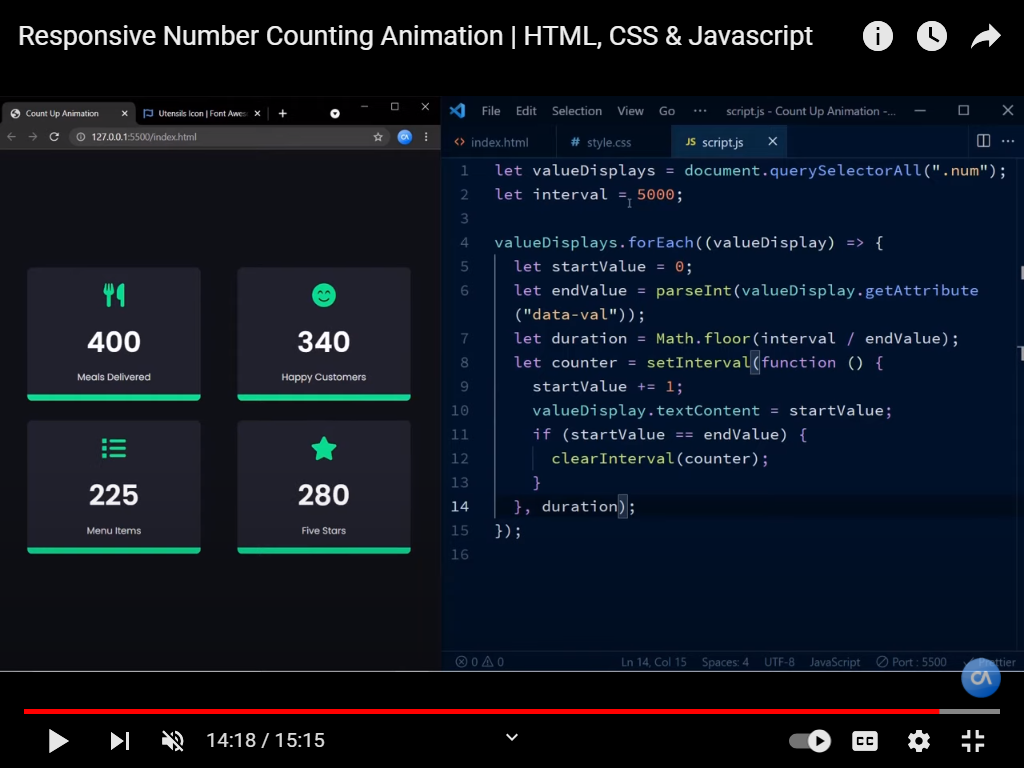 Responsive Number Counting Animation | HTML, CSS & Javascript
Count Up Animation
Utensils Icon | Font Awes
127.0.0.1:5500/index.html
400
Meals Delivered
340
Happy Customers
225
Menu Items
280
Five Stars
File Edit Selection View Go ··· script.js - Count Up Animation -...
index.html
# style.css
JS script.js
1 let valueDisplays = document.querySelectorAll(".num");
2 let interval = 5000;
3
4 valueDisplays.forEach((valueDisplay) => {
5 let startValue = 0;
6 let endValue = parseInt(valueDisplay.getAttribute
("data-val"));
7 let duration = Math.floor(interval / endValue);
8 let counter = setInterval(function () {
9 startValue += 1;
10 valueDisplay.textContent = startValue;
11 if (startValue == endValue) {
12 clearInterval(counter);
13 }
14 }, duration);
15 });
16
0 0 Ln 14, Col 15 Spaces: 4 UTF-8 JavaScript Port : 5500 Prettier
CA
14:18 / 15:15
CC